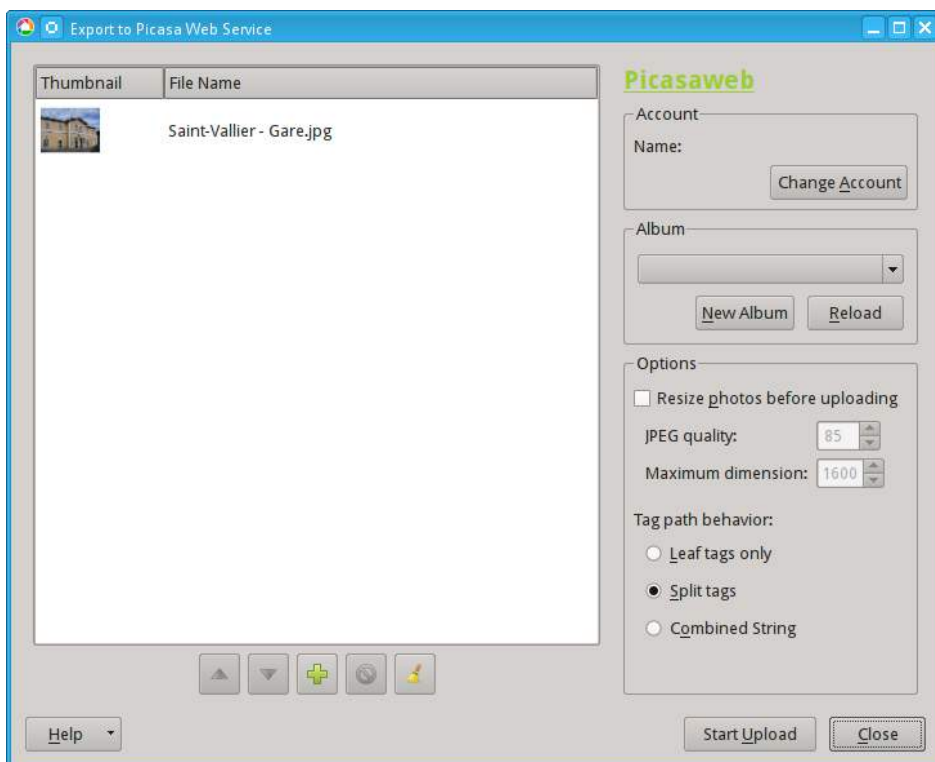 Export to Picasa Web Service
Thumbnail File Name
Saint-Vallier - Gare.jpg
Picasaweb
Account
Name:
Change Account
Album
New Album Reload
Options
Resize photos before uploading
JPEG quality: 85
Maximum dimension: 1600
Tag path behavior:
Leaf tags only
Split tags
Combined String
Help Start Upload Close